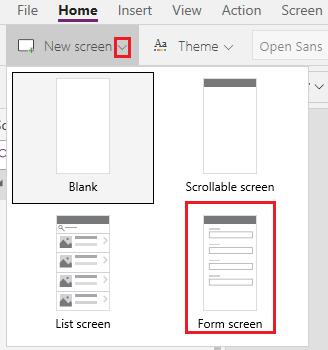 File Home Insert View Action Screen
New screen Theme Open Sans
Blank Scrollable screen
List screen Form screen